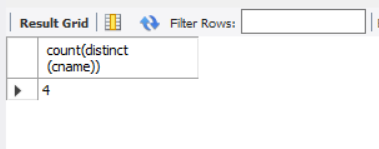 Result Grid Filter Rows:
count(distinct
(cname))
4